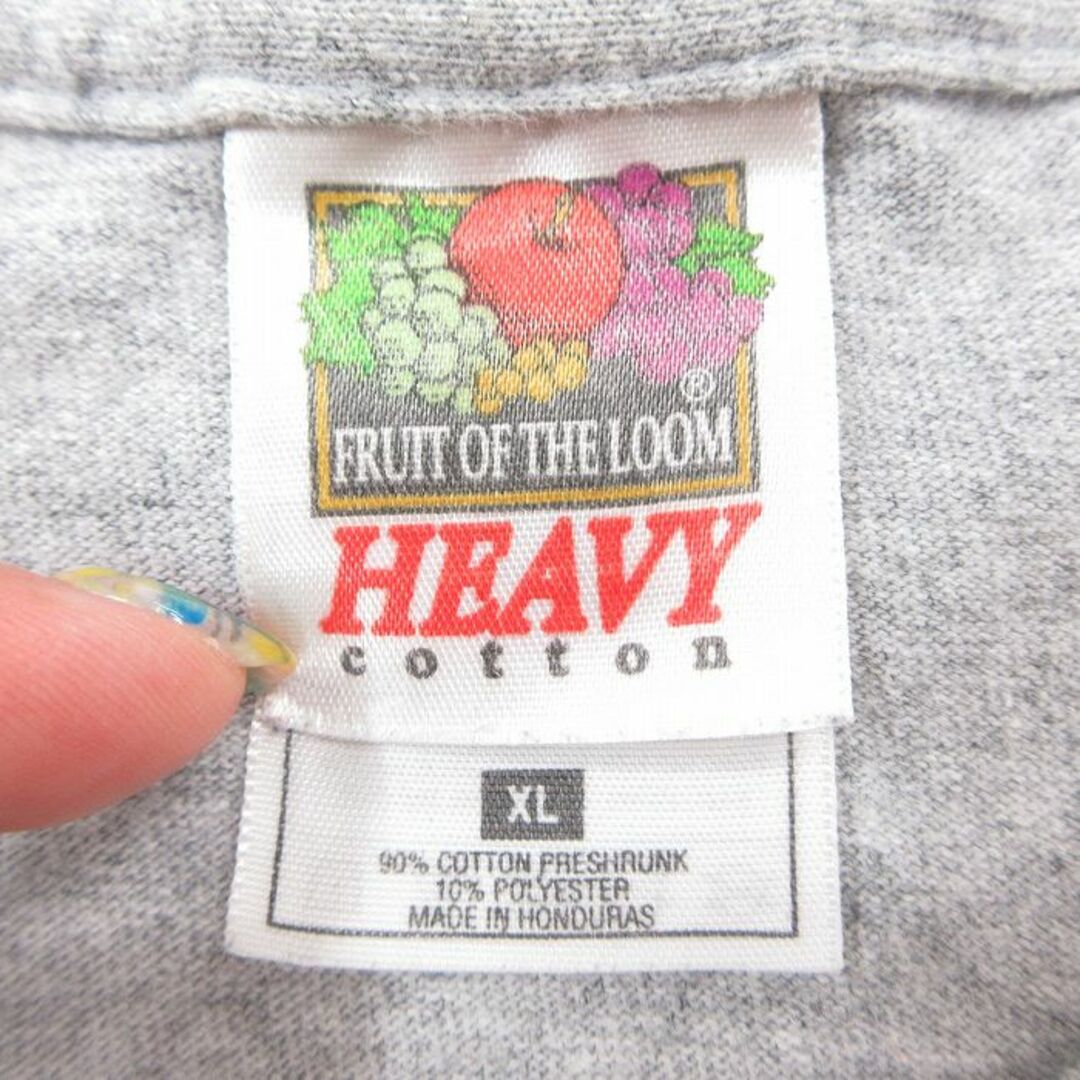 ®
FRUIT OF THE LOOM
HEAVY
cotton
XL
90% COTTON PRESHRUNK
10% POLYESTER
MADE IN HONDURAS